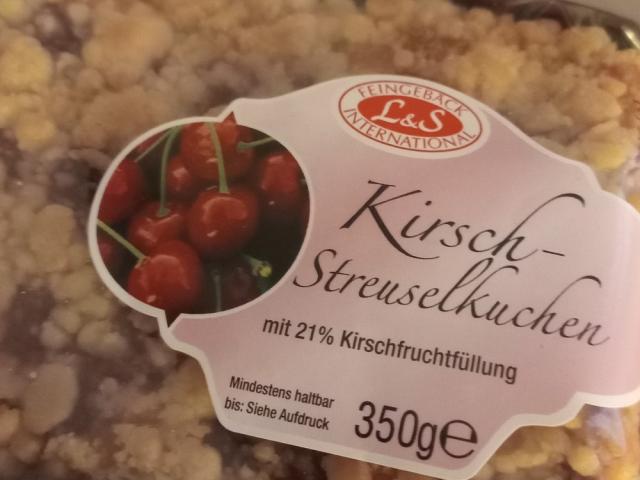 FEINGEBÄCK
L&S
INTERNATIONAL
Kirsch-
Streuselkuchen
mit 21% Kirschfruchtfüllung
Mindestens haltbar
bis: Siehe Aufdruck
350g℮